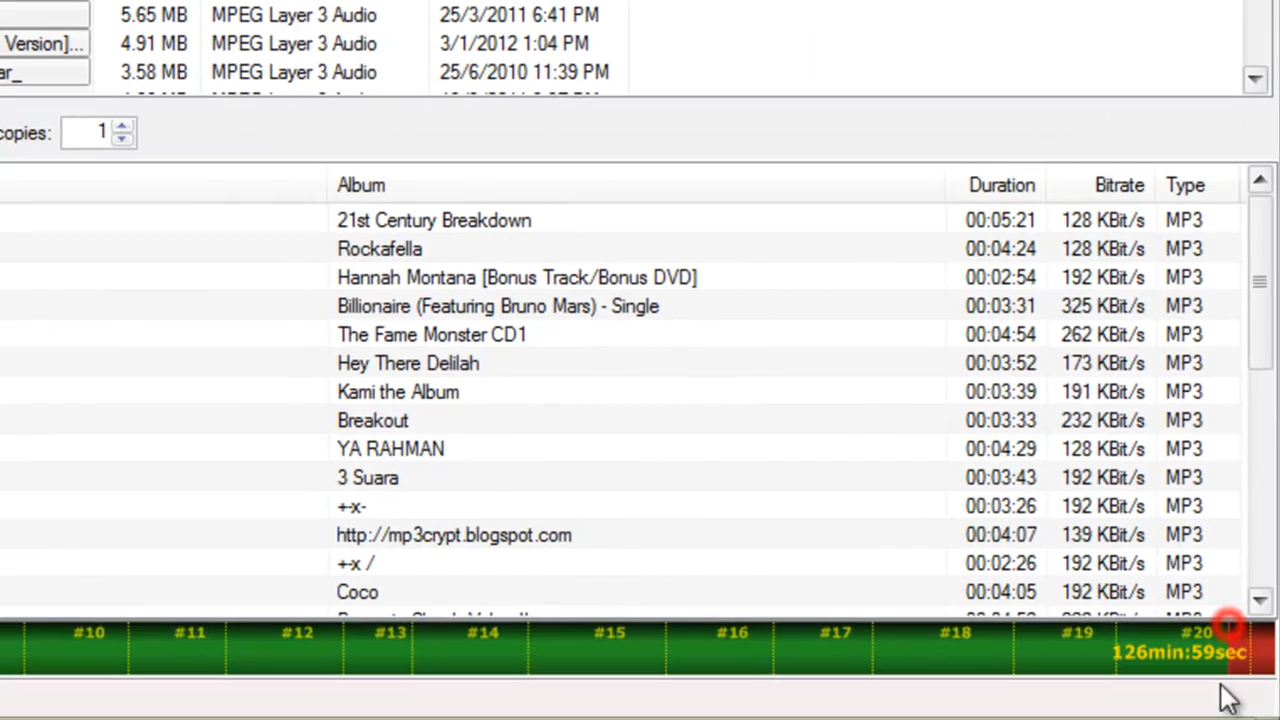 5.65 MB MPEG Layer 3 Audio 25/3/2011 6:41 PM
Version]... 4.91 MB MPEG Layer 3 Audio 3/1/2012 1:04 PM
ar_ 3.58 MB MPEG Layer 3 Audio 25/6/2010 11:39 PM
copies: 1
Album Duration Bitrate Type
21st Century Breakdown 00:05:21 128 KBit/s MP3
Rockafella 00:04:24 128 KBit/s MP3
Hannah Montana [Bonus Track/Bonus DVD] 00:02:54 192 KBit/s MP3
Billionaire (Featuring Bruno Mars) - Single 00:03:31 325 KBit/s MP3
The Fame Monster CD1 00:04:54 262 KBit/s MP3
Hey There Delilah 00:03:52 173 KBit/s MP3
Kami the Album 00:03:39 191 KBit/s MP3
Breakout 00:03:33 232 KBit/s MP3
YA RAHMAN 00:04:29 128 KBit/s MP3
3 Suara 00:03:43 192 KBit/s MP3
+-x- 00:03:26 192 KBit/s MP3
http://mp3crypt.blogspot.com 00:04:07 139 KBit/s MP3
+-x / 00:02:26 192 KBit/s MP3
Coco 00:04:05 192 KBit/s MP3
#10 #11 #12 #13 #14 #15 #16 #17 #18 #19 #20
126min:59sec